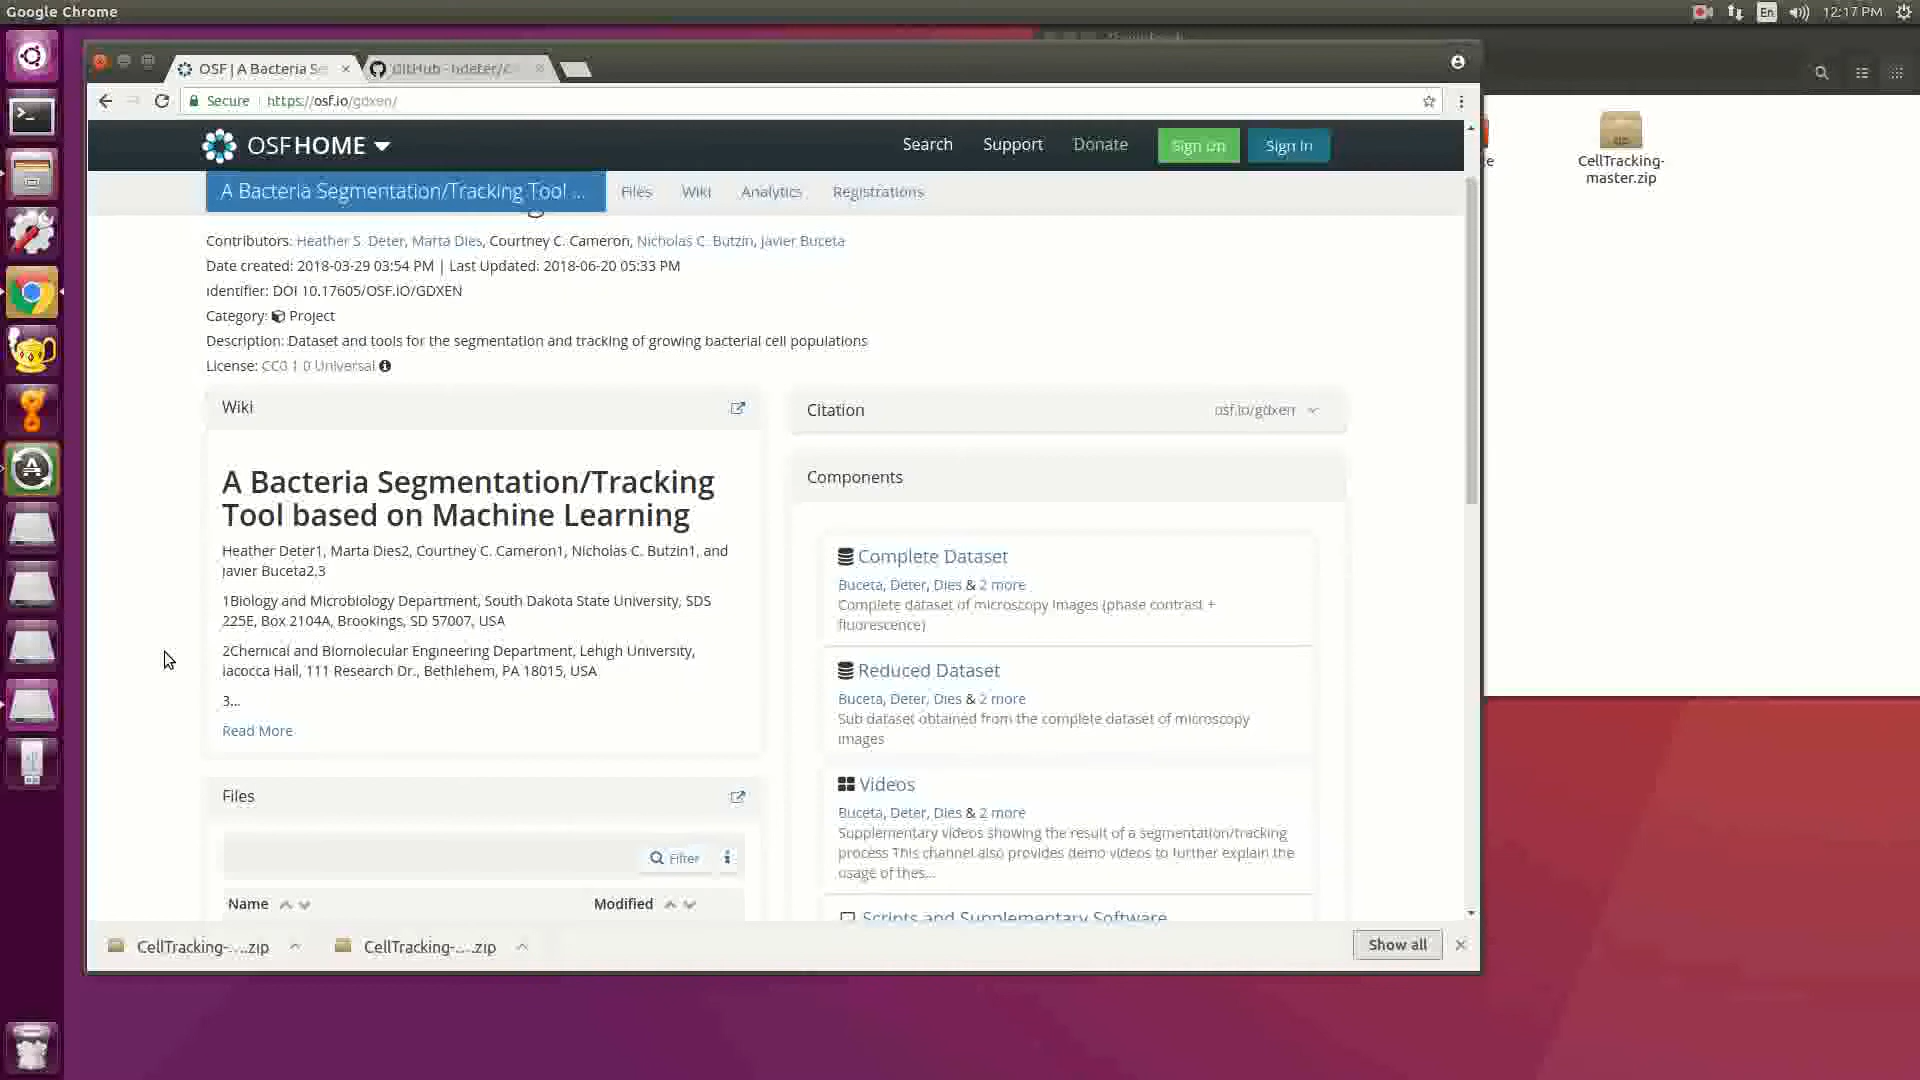 Google Chrome
En
12:17 PM
OSF | A Bacteria Se
GitHub - hdeter/C
Secure
https://osf.io/gdxen/
OSFHOME
Search
Support
Donate
Sign Up
Sign In
A Bacteria Segmentation/Tracking Tool ...
Files
Wiki
Analytics
Registrations
Contributors: Heather S. Deter, Marta Dies, Courtney C. Cameron, Nicholas C. Butzin, Javier Buceta
Date created: 2018-03-29 03:54 PM | Last Updated: 2018-06-20 05:33 PM
Identifier: DOI 10.17605/OSF.IO/GDXEN
Category: Project
Description: Dataset and tools for the segmentation and tracking of growing bacterial cell populations
License: CC0 1.0 Universal
Wiki
A Bacteria Segmentation/Tracking
Tool based on Machine Learning
Heather Deter1, Marta Dies2, Courtney C. Cameron1, Nicholas C. Butzin1, and
Javier Buceta2,3
1Biology and Microbiology Department, South Dakota State University, SDS
225E, Box 2104A, Brookings, SD 57007, USA
2Chemical and Biomolecular Engineering Department, Lehigh University,
Iacocca Hall, 111 Research Dr., Bethlehem, PA 18015, USA
3...
Read More
Files
Filter
Name
Modified
Citation
osf.io/gdxen
Components
Complete Dataset
Buceta, Deter, Dies & 2 more
Complete dataset of microscopy images (phase contrast +
fluorescence)
Reduced Dataset
Buceta, Deter, Dies & 2 more
Sub dataset obtained from the complete dataset of microscopy
images
Videos
Buceta, Deter, Dies & 2 more
Supplementary videos showing the result of a segmentation/tracking
process This channel also provides demo videos to further explain the
usage of thes...
Scripts and Supplementary Software
CellTracking-....zip
CellTracking-....zip
Show all
CellTracking-
master.zip